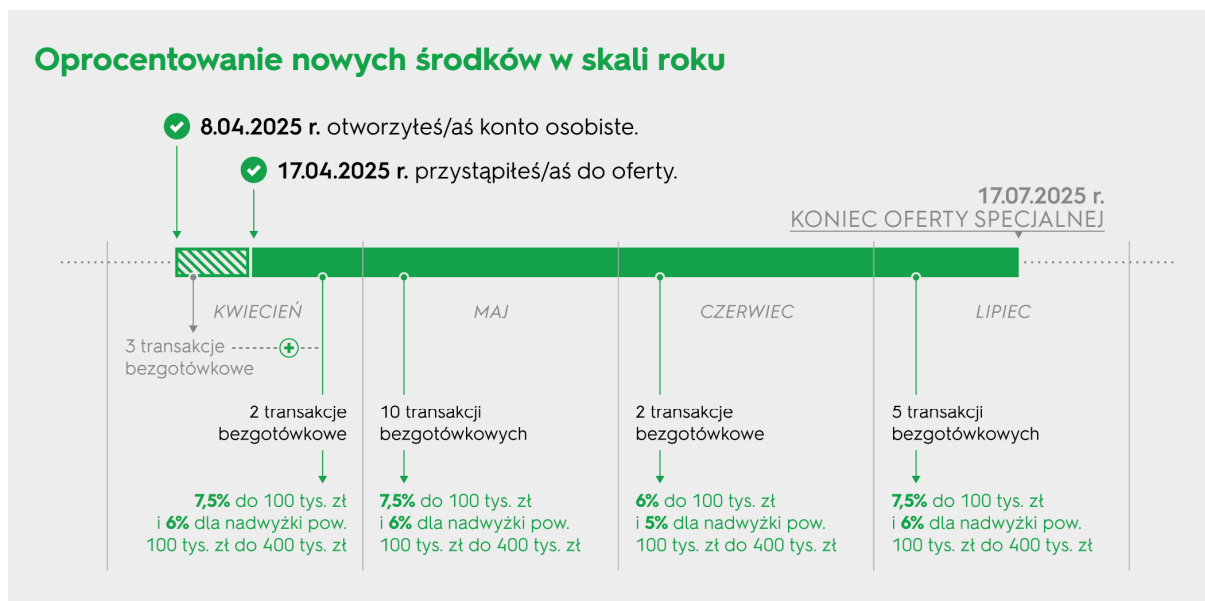 Oprocentowanie nowych środków w skali roku
8.04.2025 r. otworzyłeś/aś konto osobiste.
17.04.2025 r. przystąpiłeś/aś do oferty.
17.07.2025 r.
KONIEC OFERTY SPECJALNEJ
KWIECIEŃ
MAJ
CZERWIEC
LIPIEC
3 transakcje
bezgotówkowe
2 transakcje
bezgotówkowe
7,5% do 100 tys. zł
i 6% dla nadwyżki pow.
100 tys. zł do 400 tys. zł
10 transakcji
bezgotówkowych
7,5% do 100 tys. zł
i 6% dla nadwyżki pow.
100 tys. zł do 400 tys. zł
2 transakcje
bezgotówkowe
6% do 100 tys. zł
i 5% dla nadwyżki pow.
100 tys. zł do 400 tys. zł
5 transakcji
bezgotówkowych
7,5% do 100 tys. zł
i 6% dla nadwyżki pow.
100 tys. zł do 400 tys. zł